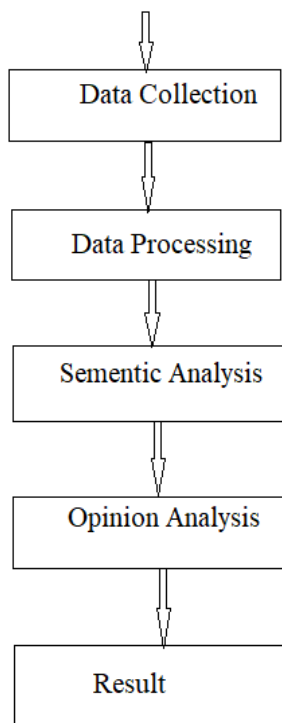 Data Collection
Data Processing
Sementic Analysis
Opinion Analysis
Result